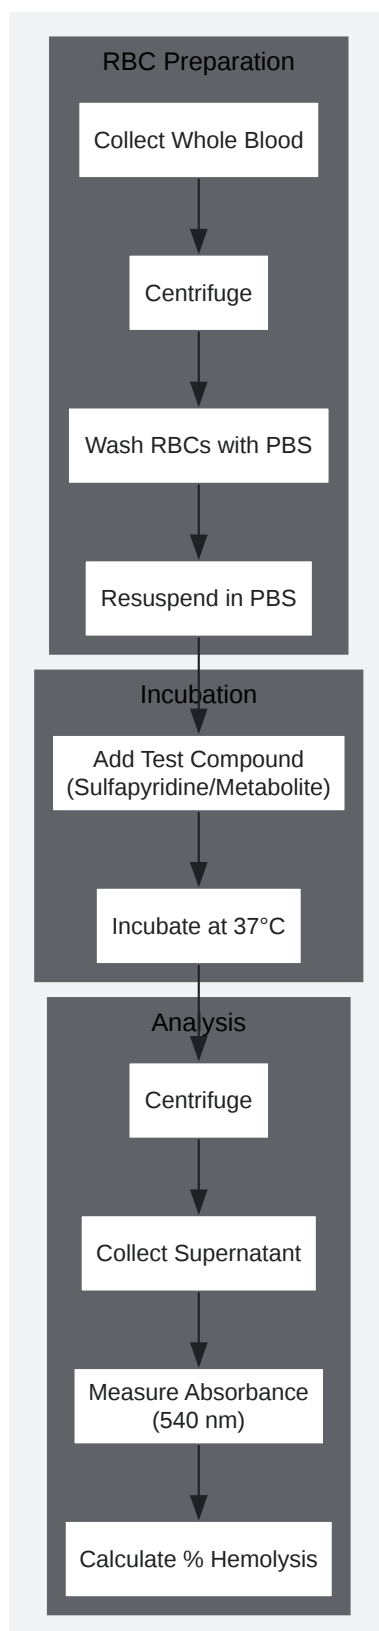 RBC Preparation
Collect Whole Blood
Centrifuge
Wash RBCs with PBS
Resuspend in PBS
Incubation
Add Test Compound
(Sulfapyridine/Metabolite)
Incubate at 37°C
Analysis
Centrifuge
Collect Supernatant
Measure Absorbance
(540 nm)
Calculate % Hemolysis